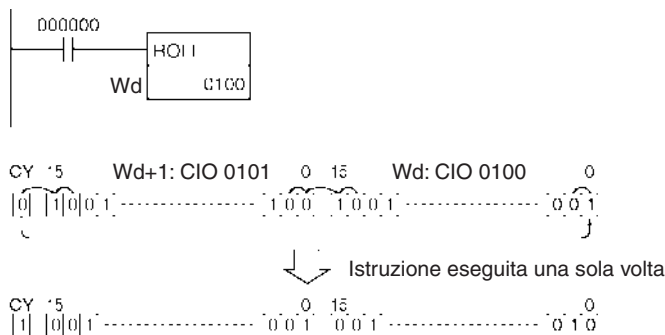 000000
ROLL
Wd 0100
CY 15 Wd+1: CIO 0101 0 15 Wd: CIO 0100 0
0 1 0 0 1 1 0 0 1 0 0 1 0 0 1
Istruzione eseguita una sola volta
CY 15 0 15 0
1 0 0 1 0 0 1 0 0 1 0 1 0